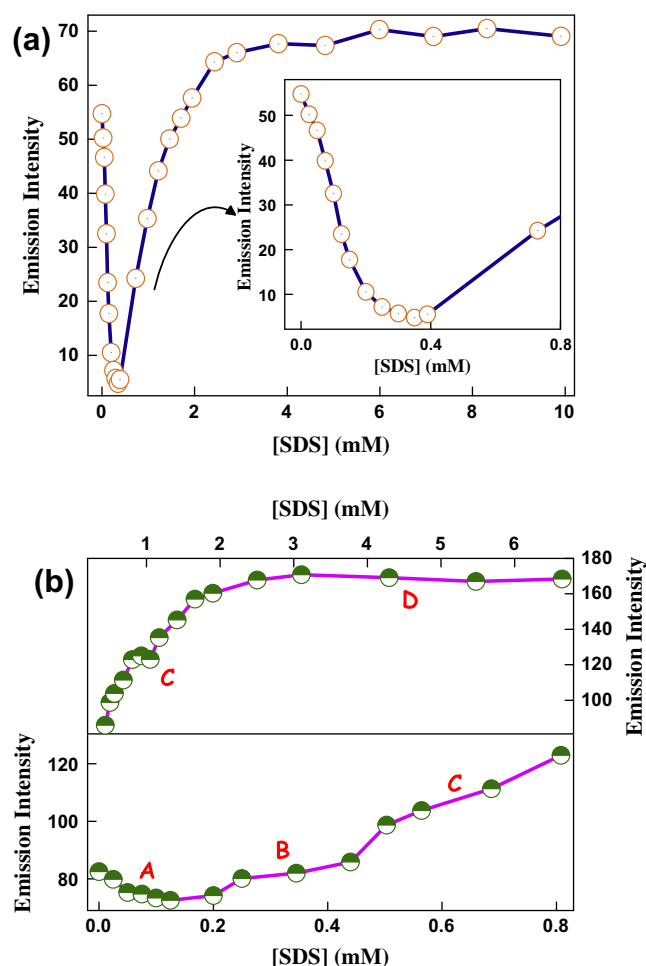 (a)
70
60
50
40
30
20
10
Emission Intensity
0 2 4 6 8 10
[SDS] (mM)
50
40
30
20
10
Emission Intensity
0.0 0.4 0.8
[SDS] (mM)
[SDS] (mM)
1 2 3 4 5 6
(b)
180
160
140
120
100
Emission Intensity
D
C
120
100
80
Emission Intensity
C
B
A
0.0 0.2 0.4 0.6 0.8
[SDS] (mM)